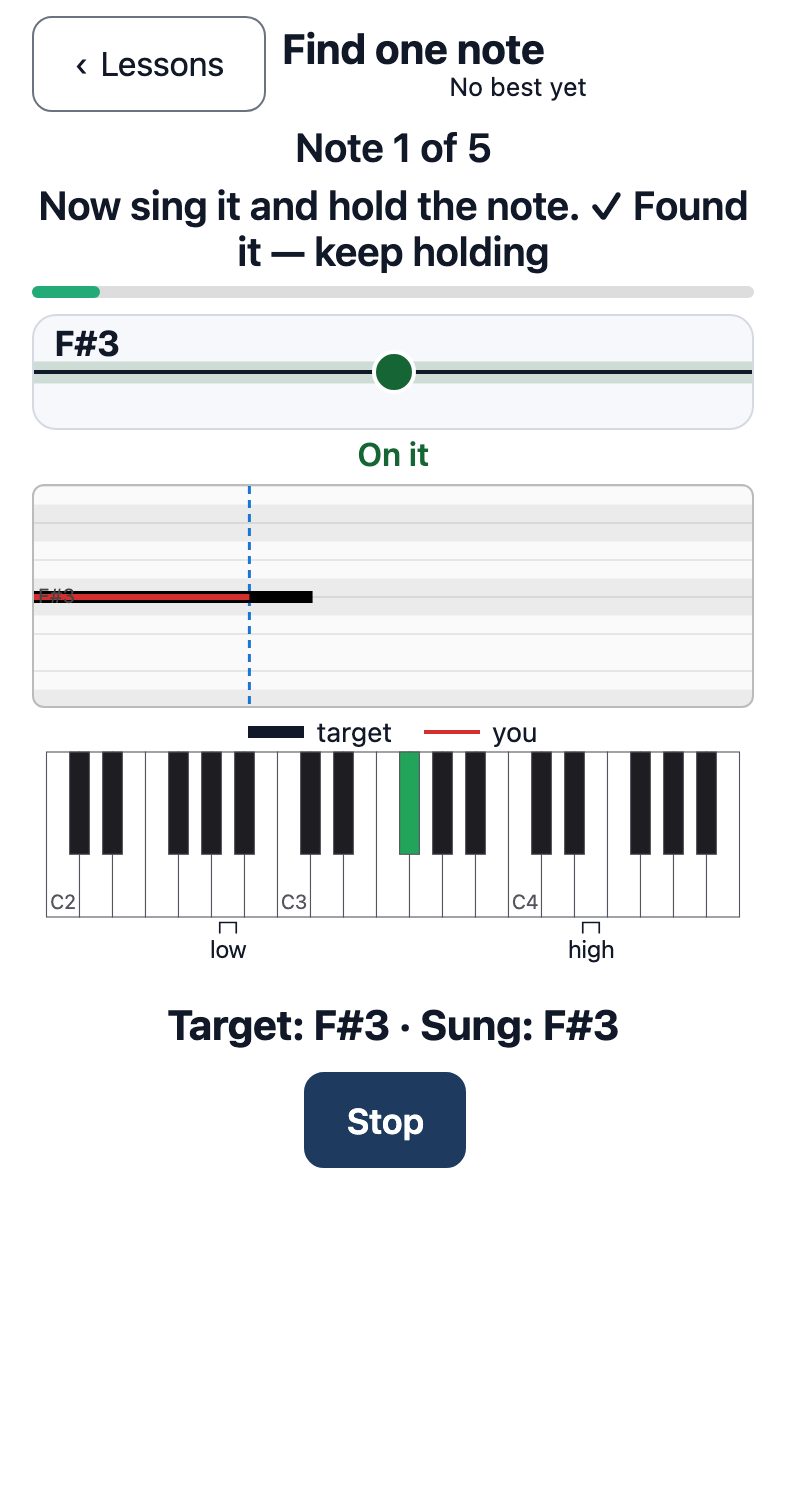 ‹ Lessons
Find one note
No best yet
Note 1 of 5
Now sing it and hold the note. ✓ Found
it — keep holding
F#3
On it
F#3
target
you
C2
C3
C4
low
high
Target: F#3 · Sung: F#3
Stop